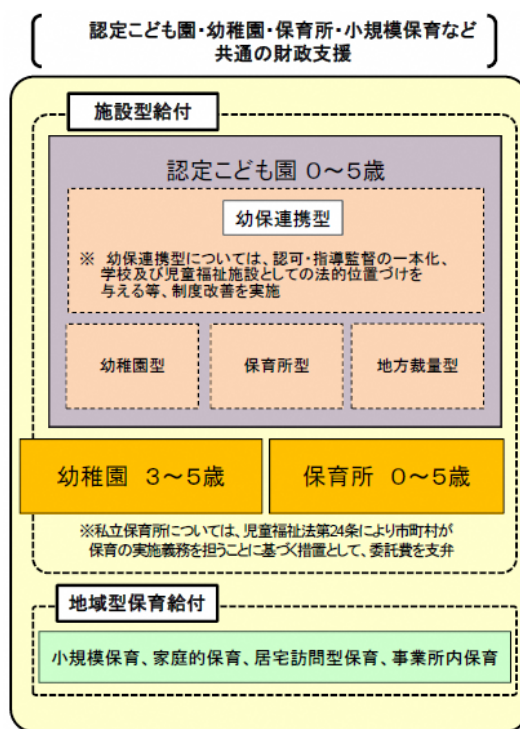 認定こども園・幼稚園・保育所・小規模保育など
共通の財政支援
施設型給付
認定こども園 0～5歳
幼保連携型
※ 幼保連携型については、認可・指導監督の一本化、
学校及び児童福祉施設としての法的位置づけを
与える等、制度改善を実施
幼稚園型
保育所型
地方裁量型
幼稚園 3～5歳
保育所 0～5歳
※私立保育所については、児童福祉法第24条により市町村が
保育の実施義務を担うことに基づく措置として、委託費を支弁
地域型保育給付
小規模保育、家庭的保育、居宅訪問型保育、事業所内保育